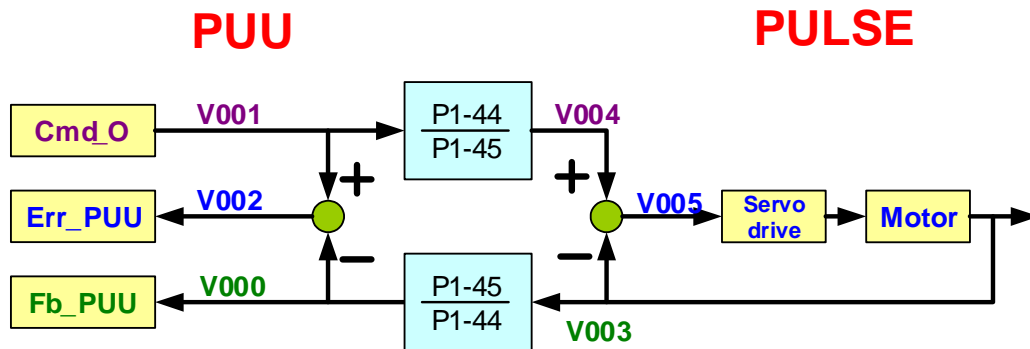 PUU
PULSE
Cmd_O
V001
P1-44
P1-45
V004
+
+
Err_PUU
V002
V005
Servo
drive
Motor
−
−
Fb_PUU
V000
P1-45
P1-44
V003